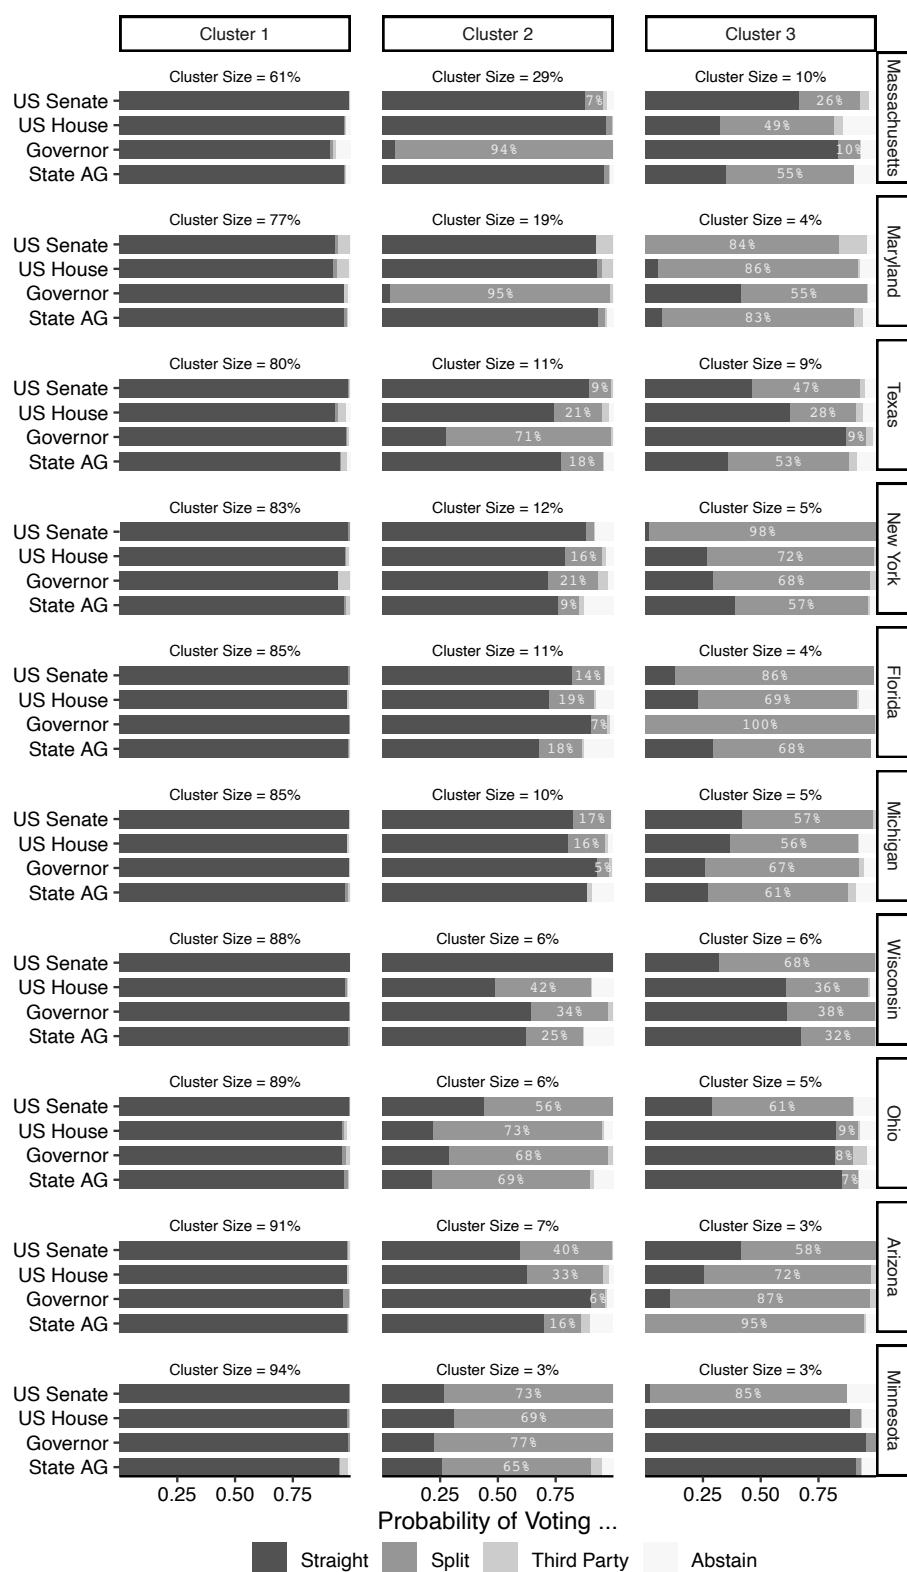 Cluster 1 Cluster 2 Cluster 3
Massachusetts
Cluster Size = 61% Cluster Size = 29% Cluster Size = 10%
US Senate 7% 26%
US House 49%
Governor 94% 10%
State AG 55%
Maryland
Cluster Size = 77% Cluster Size = 19% Cluster Size = 4%
US Senate 84%
US House 86%
Governor 95% 55%
State AG 83%
Texas
Cluster Size = 80% Cluster Size = 11% Cluster Size = 9%
US Senate 9% 47%
US House 21% 28%
Governor 71% 9%
State AG 18% 53%
New York
Cluster Size = 83% Cluster Size = 12% Cluster Size = 5%
US Senate 98%
US House 16% 72%
Governor 21% 68%
State AG 9% 57%
Florida
Cluster Size = 85% Cluster Size = 11% Cluster Size = 4%
US Senate 14% 86%
US House 19% 69%
Governor 7% 100%
State AG 18% 68%
Michigan
Cluster Size = 85% Cluster Size = 10% Cluster Size = 5%
US Senate 17% 57%
US House 16% 56%
Governor 5% 67%
State AG 61%
Wisconsin
Cluster Size = 88% Cluster Size = 6% Cluster Size = 6%
US Senate 68%
US House 42% 36%
Governor 34% 38%
State AG 25% 32%
Ohio
Cluster Size = 89% Cluster Size = 6% Cluster Size = 5%
US Senate 56% 61%
US House 73% 9%
Governor 68% 8%
State AG 69% 7%
Arizona
Cluster Size = 91% Cluster Size = 7% Cluster Size = 3%
US Senate 40% 58%
US House 33% 72%
Governor 6% 87%
State AG 16% 95%
Minnesota
Cluster Size = 94% Cluster Size = 3% Cluster Size = 3%
US Senate 73% 85%
US House 69%
Governor 77%
State AG 65%
0.25 0.50 0.75 0.25 0.50 0.75 0.25 0.50 0.75
Probability of Voting ...
Straight Split Third Party Abstain